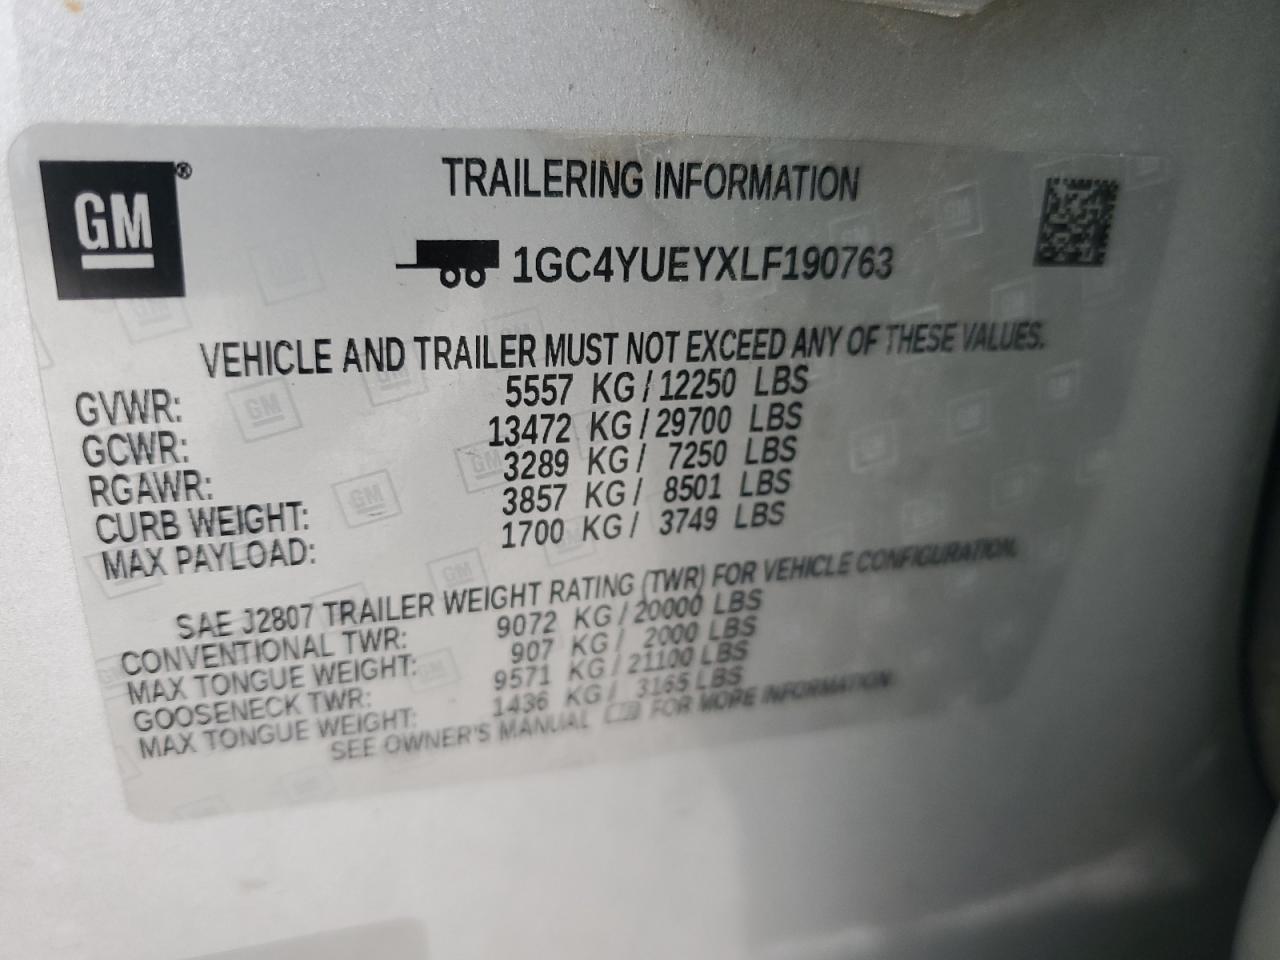 GM®
TRAILERING INFORMATION
1GC4YUEYXLF190763
VEHICLE AND TRAILER MUST NOT EXCEED ANY OF THESE VALUES.
GVWR: 5557 KG / 12250 LBS
GCWR: 13472 KG / 29700 LBS
RGAWR: 3289 KG / 7250 LBS
CURB WEIGHT: 3857 KG / 8501 LBS
MAX PAYLOAD: 1700 KG / 3749 LBS
SAE J2807 TRAILER WEIGHT RATING (TWR) FOR VEHICLE CONFIGURATION.
CONVENTIONAL TWR: 9072 KG / 20000 LBS
MAX TONGUE WEIGHT: 907 KG / 2000 LBS
GOOSENECK TWR: 9571 KG / 21100 LBS
MAX TONGUE WEIGHT: 1436 KG / 3165 LBS
SEE OWNER'S MANUAL FOR MORE INFORMATION